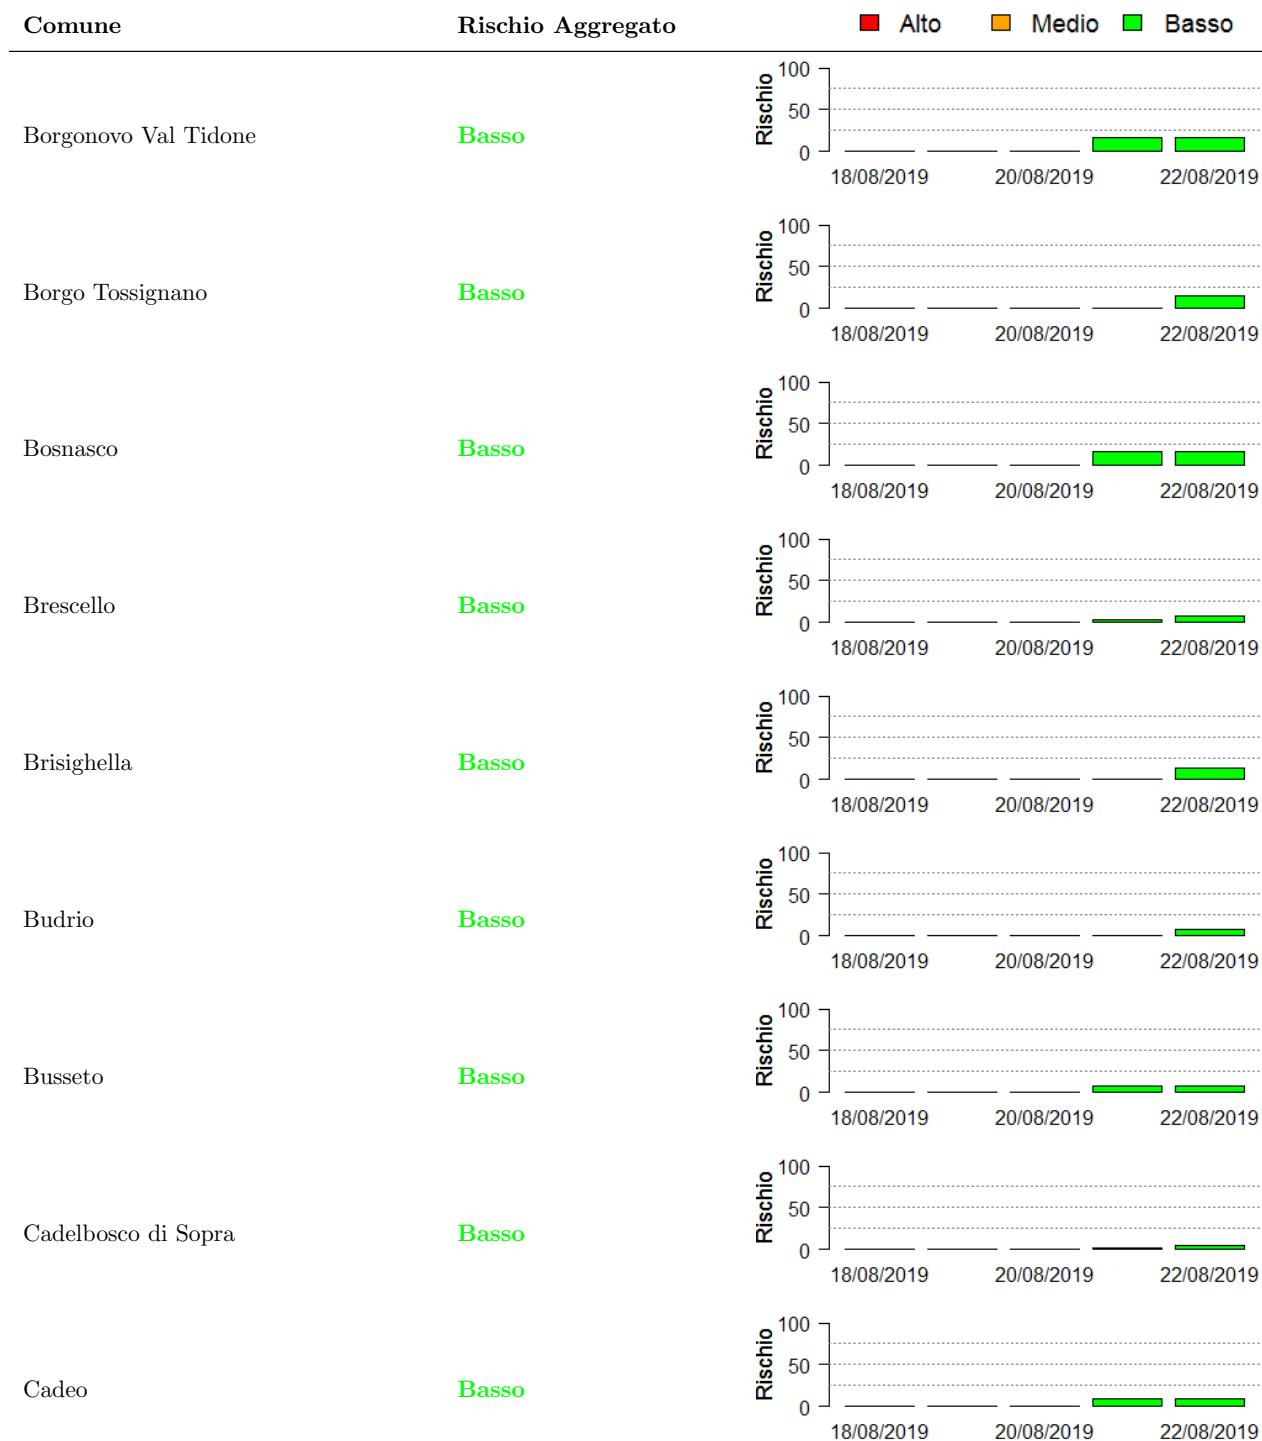 Comune Rischio Aggregato Alto Medio Basso
100
50
0
Rischio
Borgonovo Val Tidone Basso
18/08/2019 20/08/2019 22/08/2019
100
50
0
Rischio
Borgo Tossignano Basso
18/08/2019 20/08/2019 22/08/2019
100
50
0
Rischio
Bosnasco Basso
18/08/2019 20/08/2019 22/08/2019
100
50
0
Rischio
Brescello Basso
18/08/2019 20/08/2019 22/08/2019
100
50
0
Rischio
Brisighella Basso
18/08/2019 20/08/2019 22/08/2019
100
50
0
Rischio
Budrio Basso
18/08/2019 20/08/2019 22/08/2019
100
50
0
Rischio
Busseto Basso
18/08/2019 20/08/2019 22/08/2019
100
50
0
Rischio
Cadelbosco di Sopra Basso
18/08/2019 20/08/2019 22/08/2019
100
50
0
Rischio
Cadeo Basso
18/08/2019 20/08/2019 22/08/2019